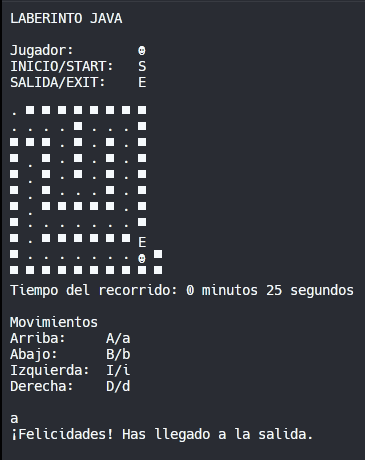 LABERINTO JAVA
Jugador: ☻
INICIO/START: S
SALIDA/EXIT: E
. ■ ■ ■ ■ ■ ■ ■ ■
. . . . ■ . . . ■
■ ■ ■ . ■ . ■ . ■
■ . ■ . ■ . ■ . ■
■ . ■ . ■ . ■ . ■
■ . ■ . . . ■ . ■
■ . ■ ■ ■ ■ ■ . ■
■ . . . . . . . ■
■ . ■ ■ ■ ■ ■ ■ E
■ . . . . . . . ☻ ■
■ ■ ■ ■ ■ ■ ■ ■ ■ ■
Tiempo del recorrido: 0 minutos 25 segundos
Movimientos
Arriba: A/a
Abajo: B/b
Izquierda: I/i
Derecha: D/d
a
¡Felicidades! Has llegado a la salida.